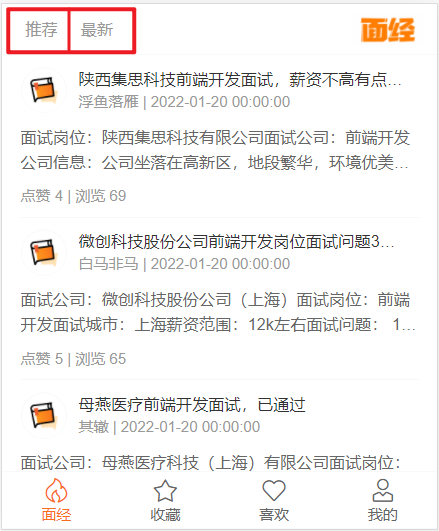 推荐 最新 面经
陕西集思科技前端开发面试，薪资不高有点...
浮鱼落雁 | 2022-01-20 00:00:00
面试岗位：陕西集思科技有限公司面试公司：前端开发
公司信息：公司坐落在高新区，地段繁华，环境优美...
点赞 4 | 浏览 69
微创科技股份公司前端开发岗位面试问题3...
白马非马 | 2022-01-20 00:00:00
面试公司：微创科技股份公司（上海）面试岗位：前端
开发面试城市：上海薪资范围：12k左右面试问题： 1...
点赞 5 | 浏览 65
母燕医疗前端开发面试，已通过
其辙 | 2022-01-20 00:00:00
面试公司：母燕医疗科技（上海）有限公司面试岗位：
面经 收藏 喜欢 我的